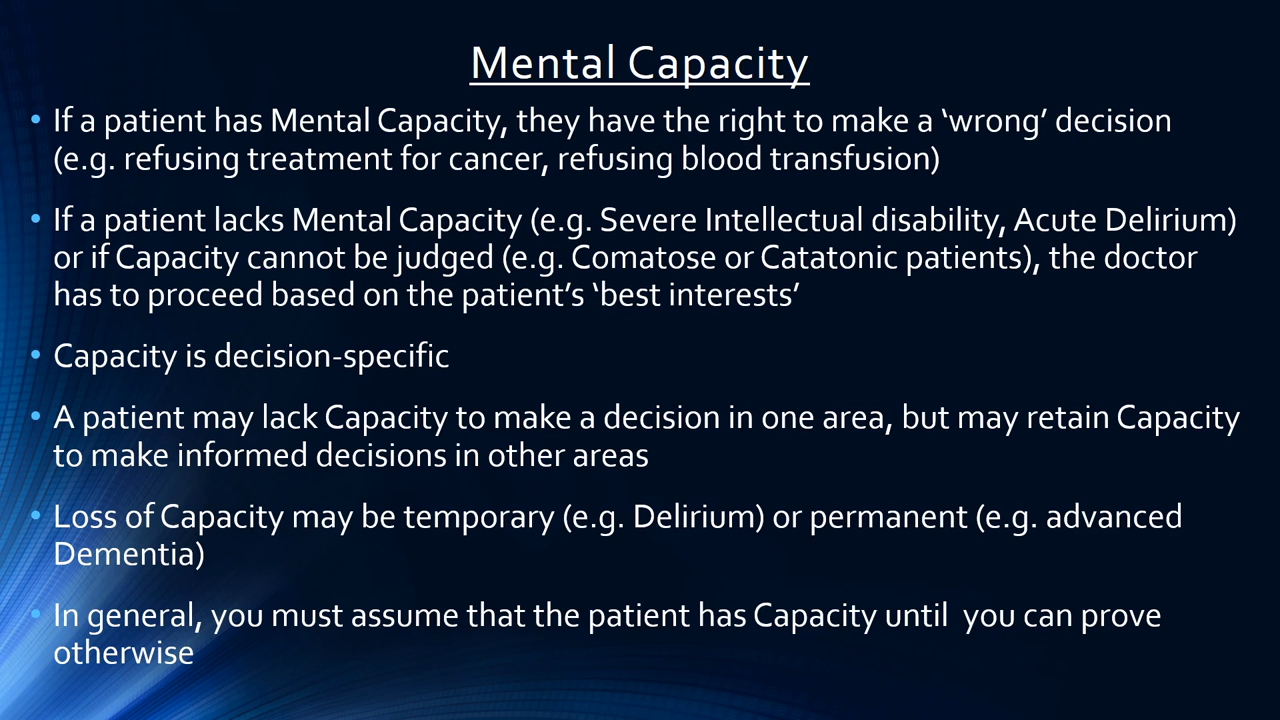 Mental Capacity
• If a patient has Mental Capacity, they have the right to make a ‘wrong’ decision
(e.g. refusing treatment for cancer, refusing blood transfusion)
• If a patient lacks Mental Capacity (e.g. Severe Intellectual disability, Acute Delirium)
or if Capacity cannot be judged (e.g. Comatose or Catatonic patients), the doctor
has to proceed based on the patient’s ‘best interests’
• Capacity is decision-specific
• A patient may lack Capacity to make a decision in one area, but may retain Capacity
to make informed decisions in other areas
• Loss of Capacity may be temporary (e.g. Delirium) or permanent (e.g. advanced
Dementia)
• In general, you must assume that the patient has Capacity until  you can prove
otherwise